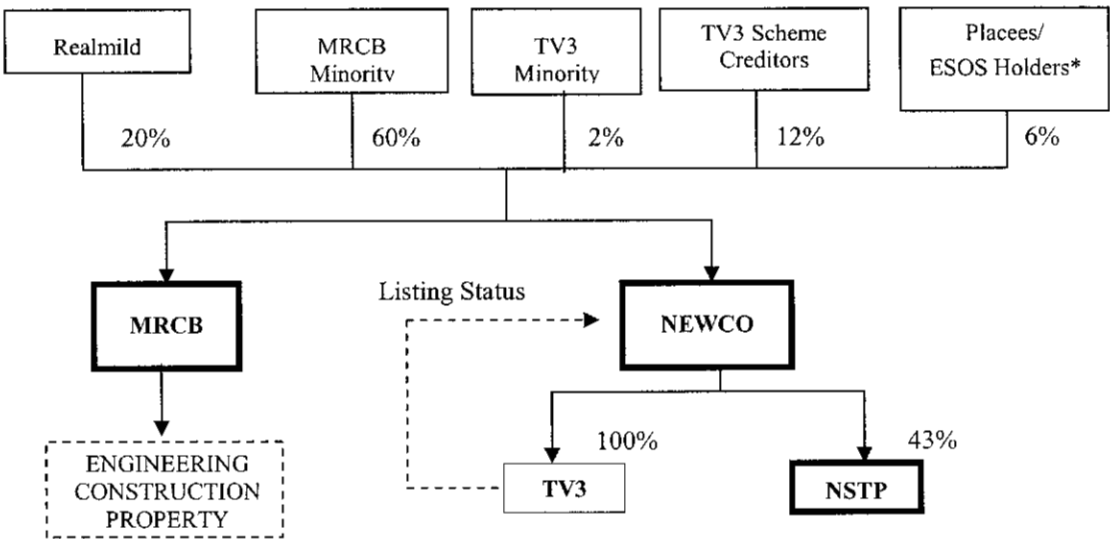 Realmild
MRCB
Minority
TV3
Minority
TV3 Scheme
Creditors
Placees/
ESOS Holders*
20%
60%
2%
12%
6%
Listing Status
MRCB
NEWCO
100%
43%
ENGINEERING
CONSTRUCTION
PROPERTY
TV3
NSTP